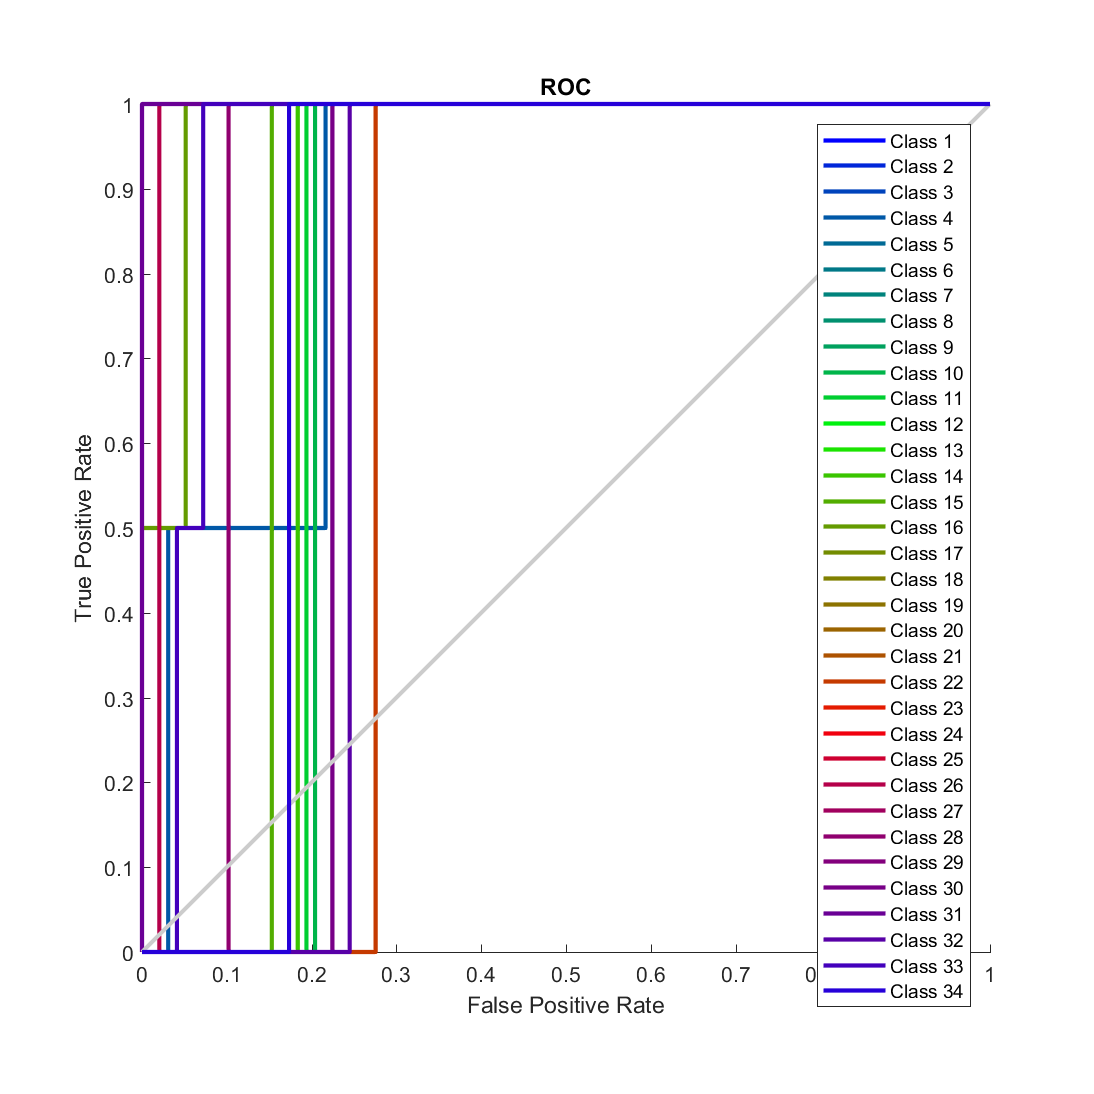 ROC
1
0.9
0.8
0.7
0.6
0.5
0.4
0.3
0.2
0.1
0
True Positive Rate
0 0.1 0.2 0.3 0.4 0.5 0.6 0.7 1
False Positive Rate
Class 1
Class 2
Class 3
Class 4
Class 5
Class 6
Class 7
Class 8
Class 9
Class 10
Class 11
Class 12
Class 13
Class 14
Class 15
Class 16
Class 17
Class 18
Class 19
Class 20
Class 21
Class 22
Class 23
Class 24
Class 25
Class 26
Class 27
Class 28
Class 29
Class 30
Class 31
Class 32
Class 33
Class 34